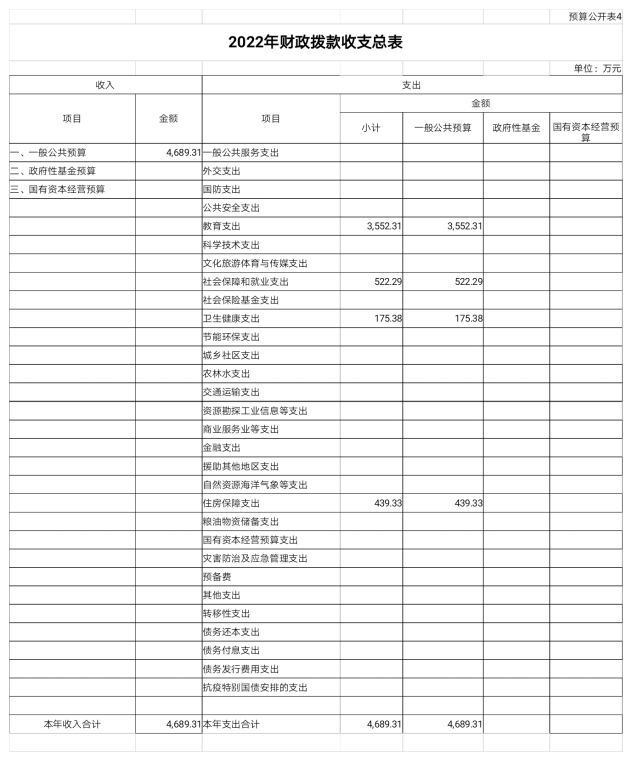 预算公开表4
2022年财政拨款收支总表
单位：万元
收入 支出
项目 金额 项目 金额
小计 一般公共预算 政府性基金 国有资本经营预算
一、一般公共预算 4,689.31 一般公共服务支出
二、政府性基金预算 外交支出
三、国有资本经营预算 国防支出
公共安全支出
教育支出 3,552.31 3,552.31
科学技术支出
文化旅游体育与传媒支出
社会保障和就业支出 522.29 522.29
社会保险基金支出
卫生健康支出 175.38 175.38
节能环保支出
城乡社区支出
农林水支出
交通运输支出
资源勘探工业信息等支出
商业服务业等支出
金融支出
援助其他地区支出
自然资源海洋气象等支出
住房保障支出 439.33 439.33
粮油物资储备支出
国有资本经营预算支出
灾害防治及应急管理支出
预备费
其他支出
转移性支出
债务还本支出
债务付息支出
债务发行费用支出
抗疫特别国债安排的支出
本年收入合计 4,689.31 本年支出合计 4,689.31 4,689.31